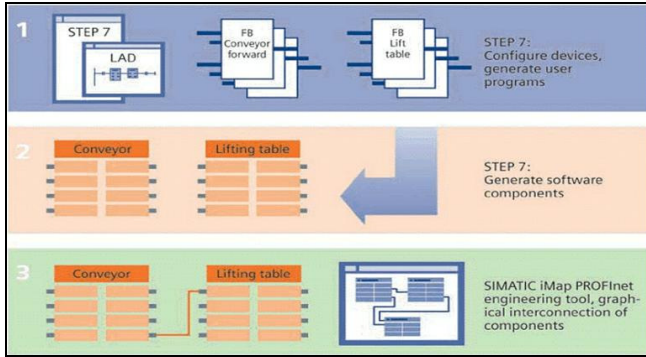 1
STEP 7
LAD
FB
Conveyor
forward
FB
Lift
table
STEP 7:
Configure devices,
generate user
programs
2
Conveyor
Lifting table
STEP 7:
Generate software
components
3
Conveyor
Lifting table
SIMATIC iMap PROFInet
engineering tool, graph-
ical interconnection of
components